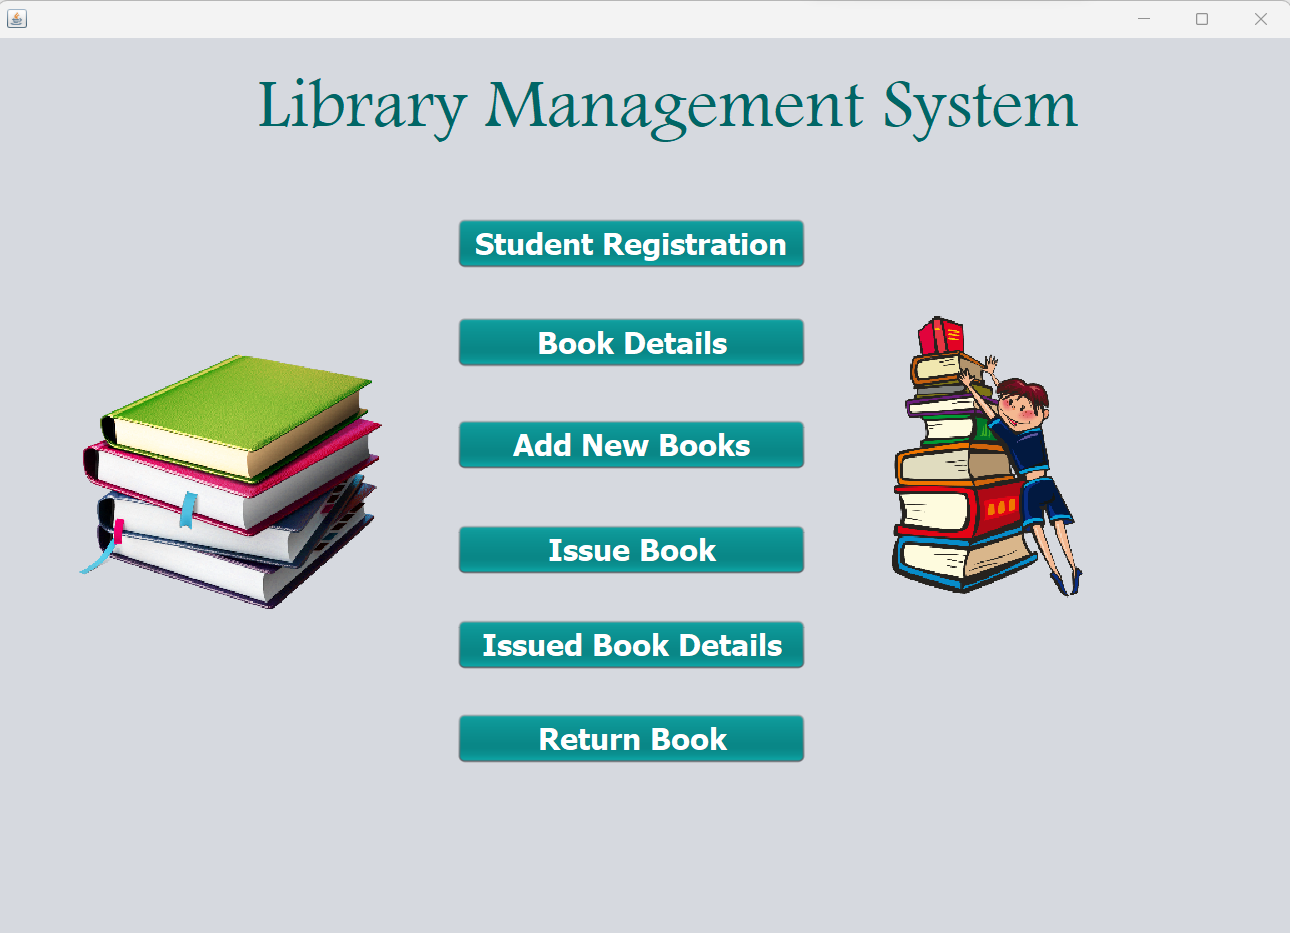 Library Management System
Student Registration
Book Details
Add New Books
Issue Book
Issued Book Details
Return Book